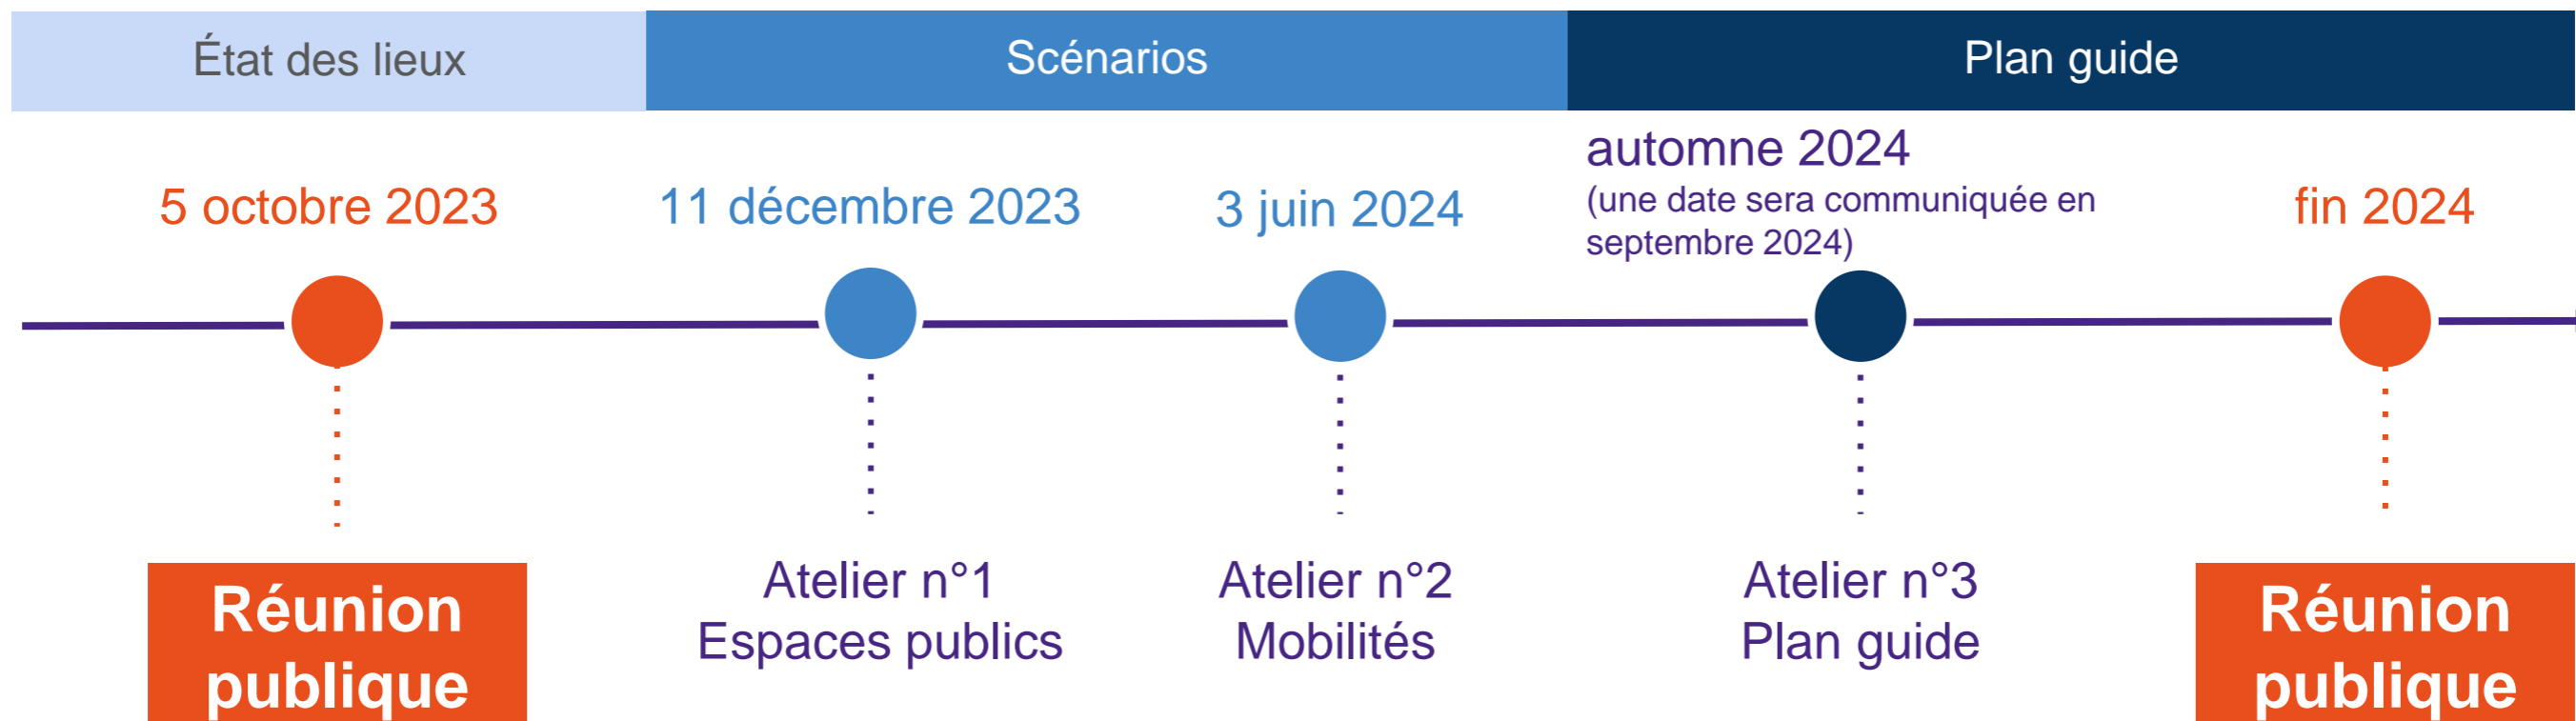 État des lieux
Scénarios
Plan guide
5 octobre 2023
11 décembre 2023
3 juin 2024
automne 2024
(une date sera communiquée en
septembre 2024)
fin 2024
Réunion
publique
Atelier n°1
Espaces publics
Atelier n°2
Mobilités
Atelier n°3
Plan guide
Réunion
publique